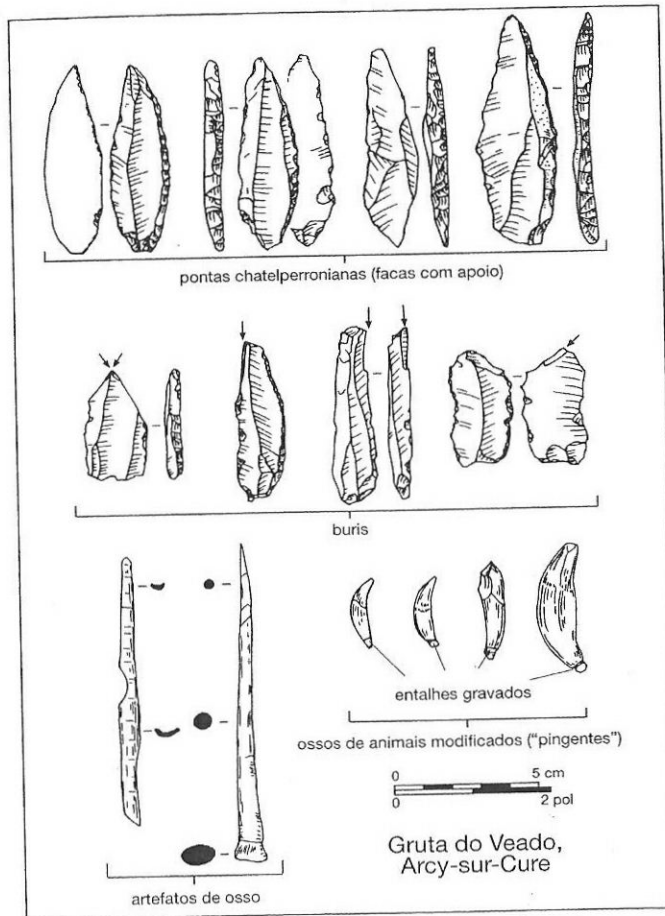 pontas chatelperronianas (facas com apoio)
buris
entalhes gravados
ossos de animais modificados (“pingentes”)
0 5 cm
0 2 pol
Gruta do Veado,
Arcy-sur-Cure
artefatos de osso